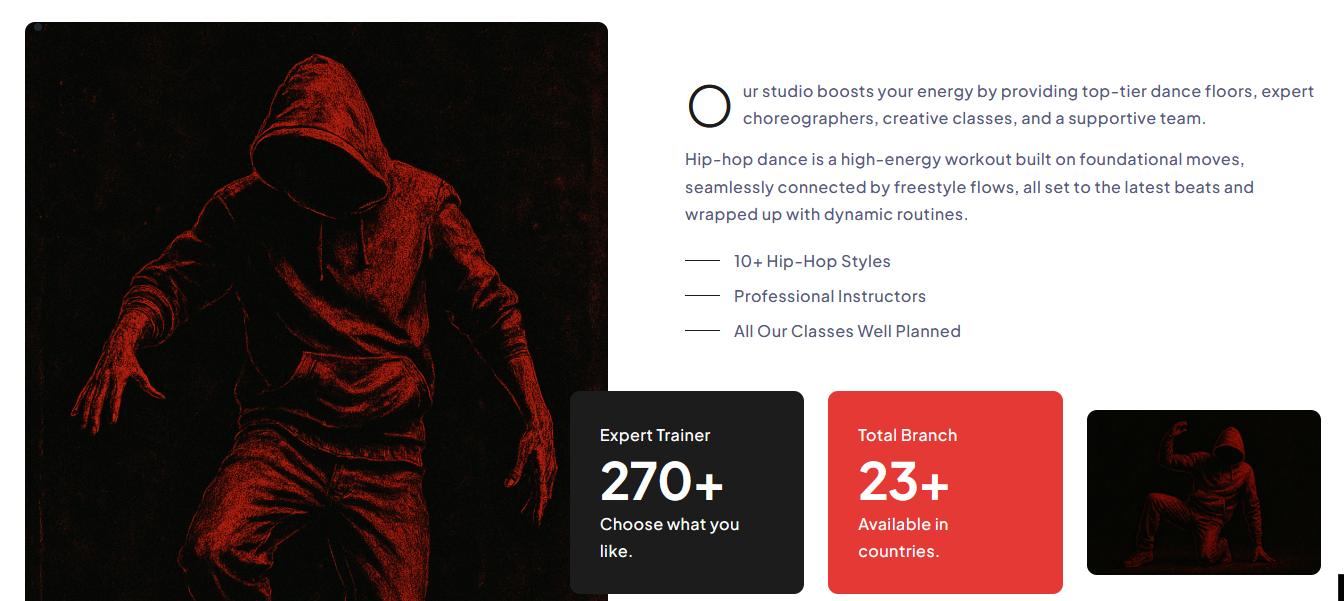 Our studio boosts your energy by providing top-tier dance floors, expert
choreographers, creative classes, and a supportive team.
Hip-hop dance is a high-energy workout built on foundational moves,
seamlessly connected by freestyle flows, all set to the latest beats and
wrapped up with dynamic routines.
10+ Hip-Hop Styles
Professional Instructors
All Our Classes Well Planned
Expert Trainer
270+
Choose what you
like.
Total Branch
23+
Available in
countries.